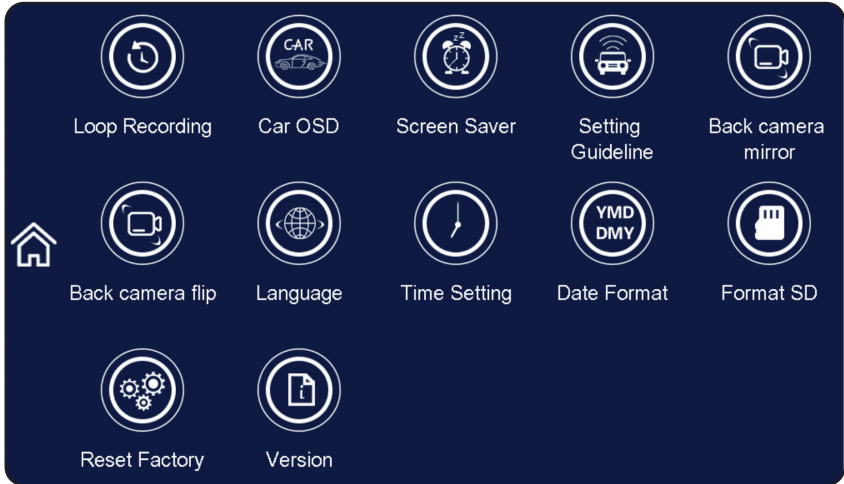 CAR
zz
Loop Recording
Car OSD
Screen Saver
Setting
Guideline
Back camera
mirror
YMD
DMY
Back camera flip
Language
Time Setting
Date Format
Format SD
i
Reset Factory
Version